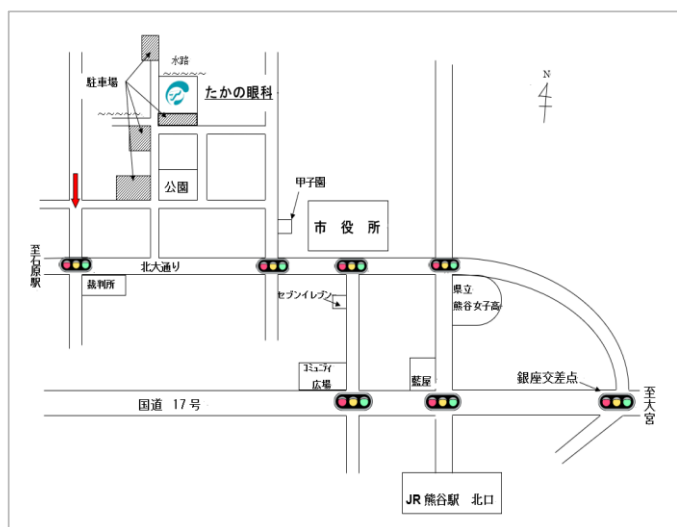 水路
N
駐車場
たかの眼科
公園
甲子園
市役所
至石原駅
北大通り
裁判所
セブンイレブン
県立
熊谷女子高
コミュニティ
広場
藍屋
銀座交差点
至大宮
国道 17号
JR熊谷駅 北口